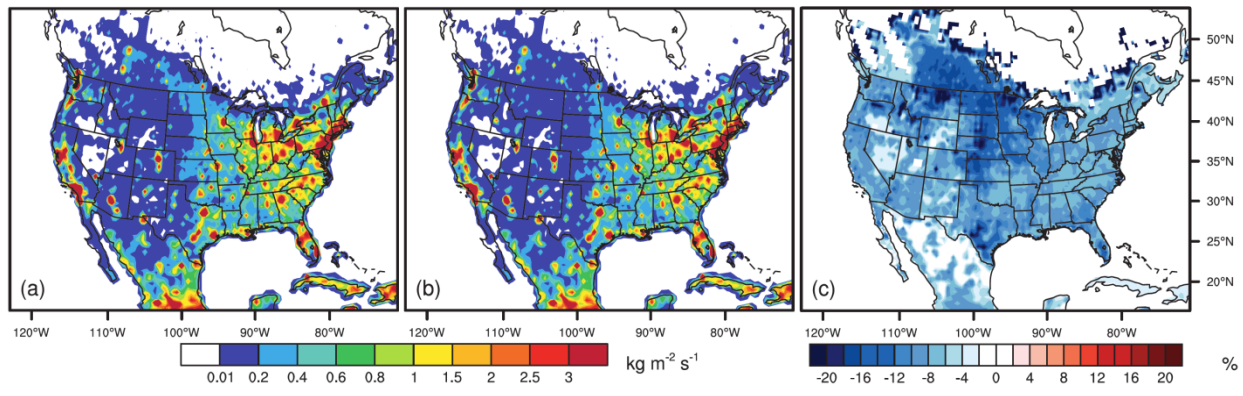 (a) (b) (c)
50°N
45°N
40°N
35°N
30°N
25°N
20°N
120°W 110°W 100°W 90°W 80°W 120°W 110°W 100°W 90°W 80°W 120°W 110°W 100°W 90°W 80°W
kg m⁻² s⁻¹
0.01 0.2 0.4 0.6 0.8 1 1.5 2 2.5 3
%
-20 -16 -12 -8 -4 0 4 8 12 16 20